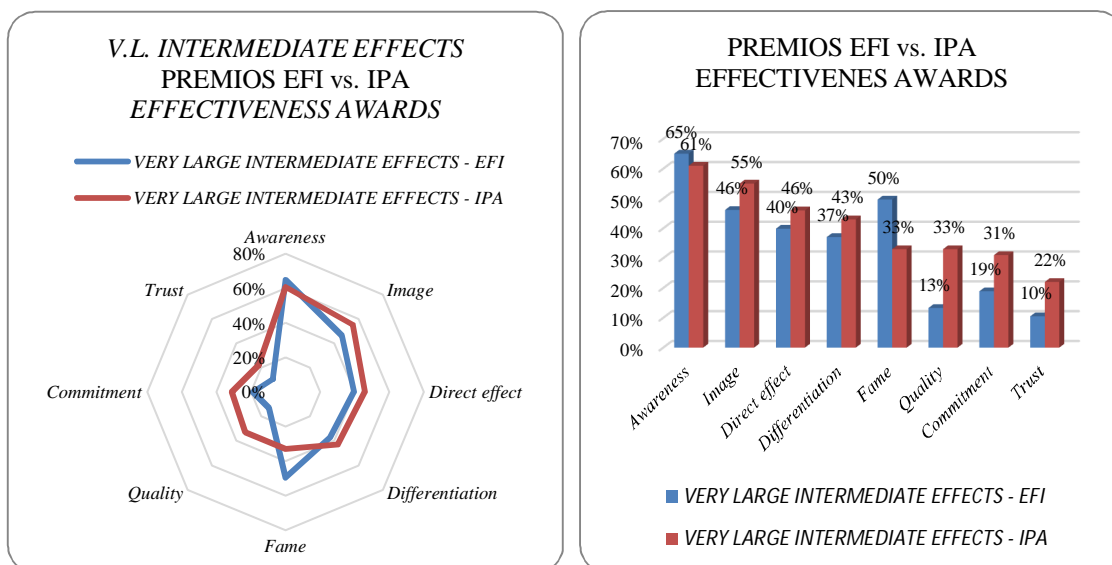 V.L. INTERMEDIATE EFFECTS
PREMIOS EFI vs. IPA
EFFECTIVENESS AWARDS
VERY LARGE INTERMEDIATE EFFECTS - EFI
VERY LARGE INTERMEDIATE EFFECTS - IPA
Awareness
80%
Trust
60%
Image
40%
20%
Commitment
0%
Direct effect
Quality
Differentiation
Fame
PREMIOS EFI vs. IPA
EFFECTIVENES AWARDS
70%
60%
50%
40%
30%
20%
10%
0%
65%
61%
46%
55%
40%
46%
37%
43%
50%
33%
13%
33%
19%
31%
10%
22%
Awareness
Image
Direct effect
Differentiation
Fame
Quality
Commitment
Trust
VERY LARGE INTERMEDIATE EFFECTS - EFI
VERY LARGE INTERMEDIATE EFFECTS - IPA